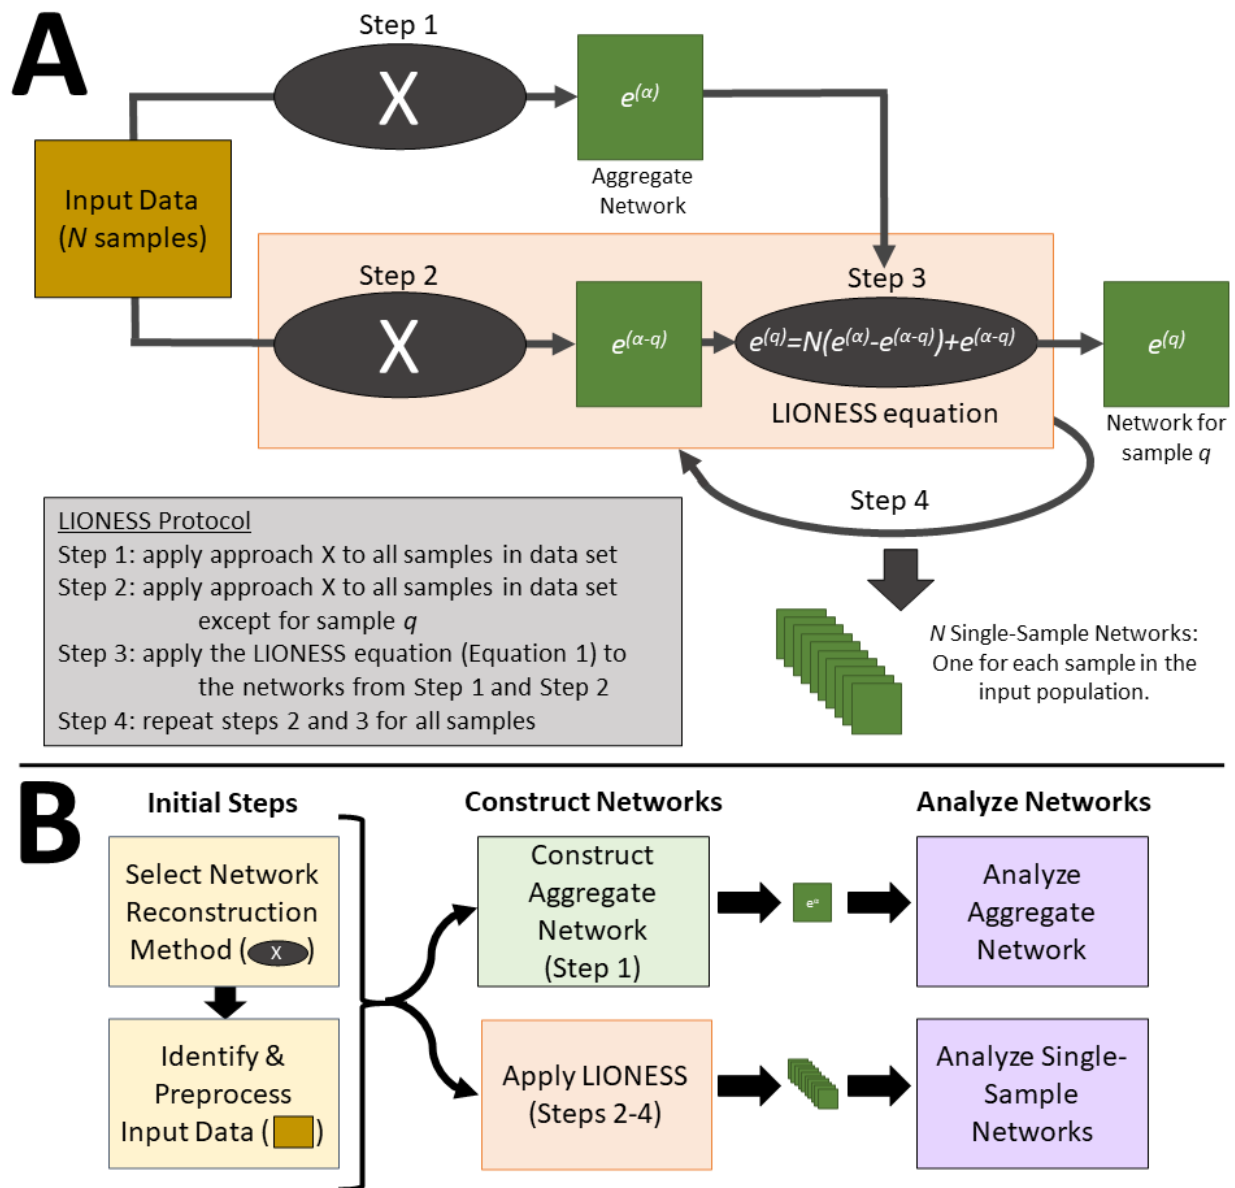 A
Step 1
X
e(α)
Aggregate
Network
Input Data
(N samples)
Step 2
X
e(α-q)
Step 3
e(q)=N(e(α)-e(α-q))+e(α-q)
LIONESS equation
e(q)
Network for
sample q
Step 4
LIONESS Protocol
Step 1: apply approach X to all samples in data set
Step 2: apply approach X to all samples in data set
except for sample q
Step 3: apply the LIONESS equation (Equation 1) to
the networks from Step 1 and Step 2
Step 4: repeat steps 2 and 3 for all samples
N Single-Sample Networks:
One for each sample in the
input population.
B
Initial Steps
Select Network
Reconstruction
Method (X)
Identify &
Preprocess
Input Data ( )
Construct Networks
Construct
Aggregate
Network
(Step 1)
eα
Apply LIONESS
(Steps 2-4)
Analyze Networks
Analyze
Aggregate
Network
Analyze Single-
Sample
Networks